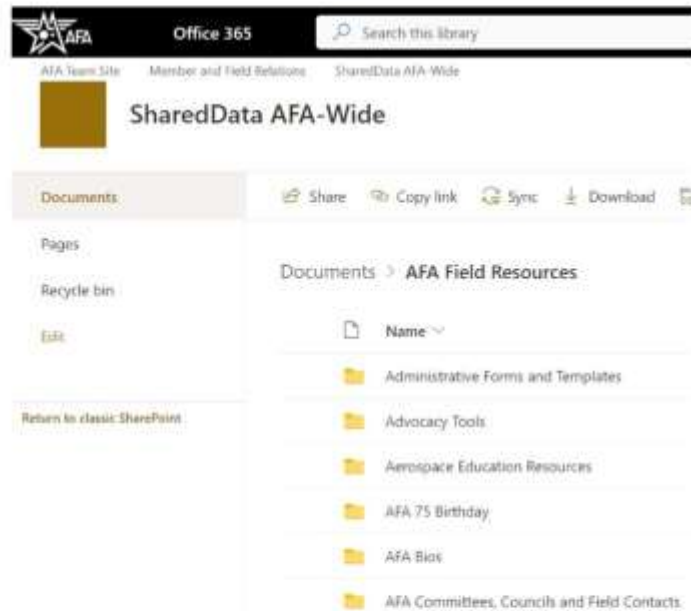 AFA Office 365 Search this library
AFA Team Site Member and Field Relations SharedData AFA-Wide
SharedData AFA-Wide
Documents Share Copy link Sync Download
Pages
Documents > AFA Field Resources
Recycle bin
Name
Edit
Administrative Forms and Templates
Return to classic SharePoint
Advocacy Tools
Aerospace Education Resources
AFA 75 Birthday
AFA Bios
AFA Committees, Councils and Field Contacts